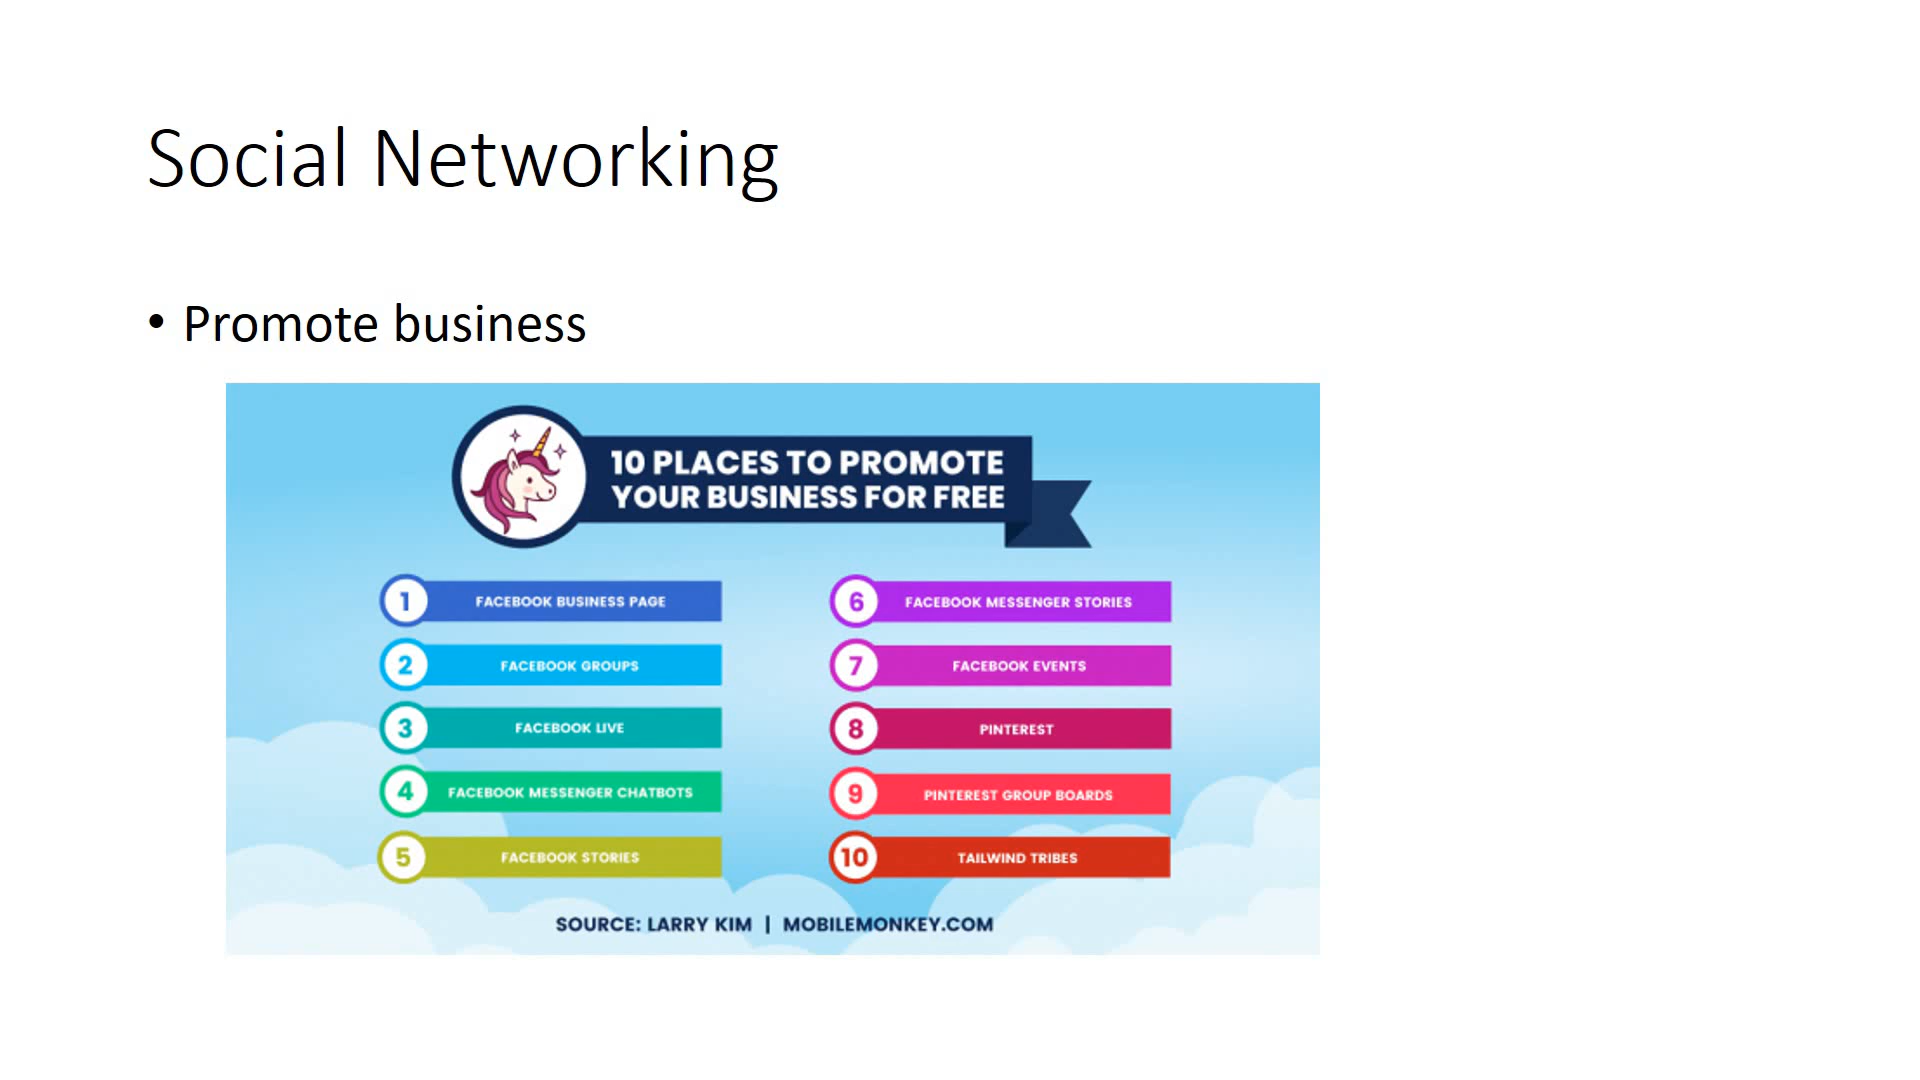 Social Networking
• Promote business
10 PLACES TO PROMOTE
YOUR BUSINESS FOR FREE
1 FACEBOOK BUSINESS PAGE
2 FACEBOOK GROUPS
3 FACEBOOK LIVE
4 FACEBOOK MESSENGER CHATBOTS
5 FACEBOOK STORIES
6 FACEBOOK MESSENGER STORIES
7 FACEBOOK EVENTS
8 PINTEREST
9 PINTEREST GROUP BOARDS
10 TAILWIND TRIBES
SOURCE: LARRY KIM | MOBILEMONKEY.COM